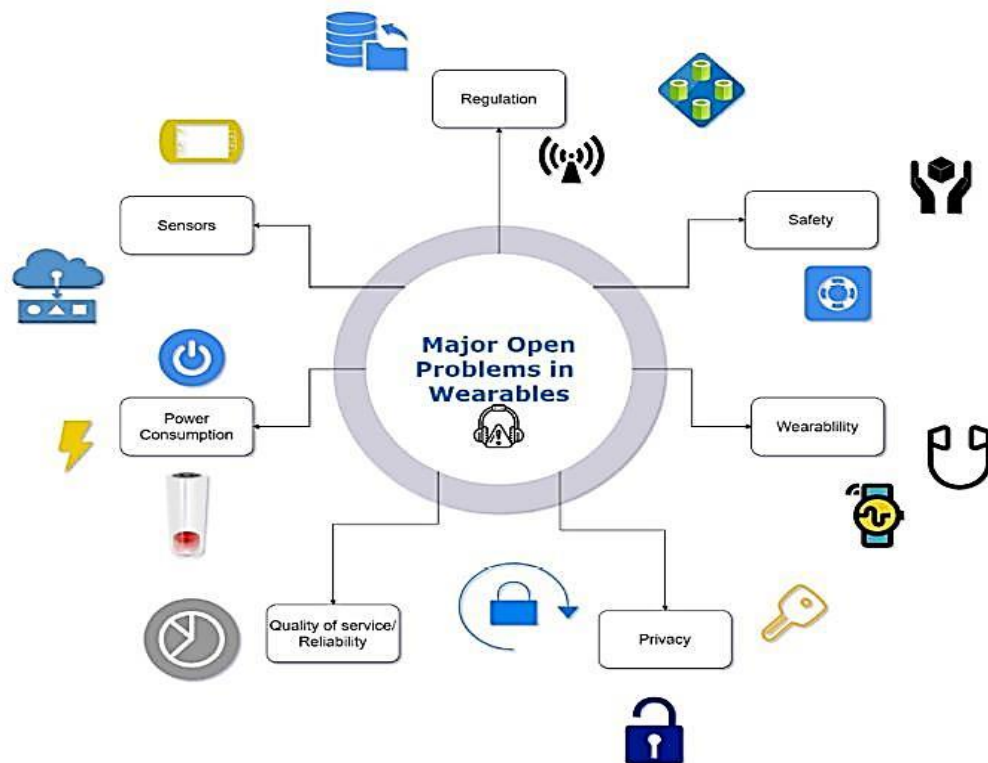 Regulation
Sensors
Safety
Major Open
Problems in
Wearables
Power
Consumption
Wearablility
Quality of service/
Reliability
Privacy